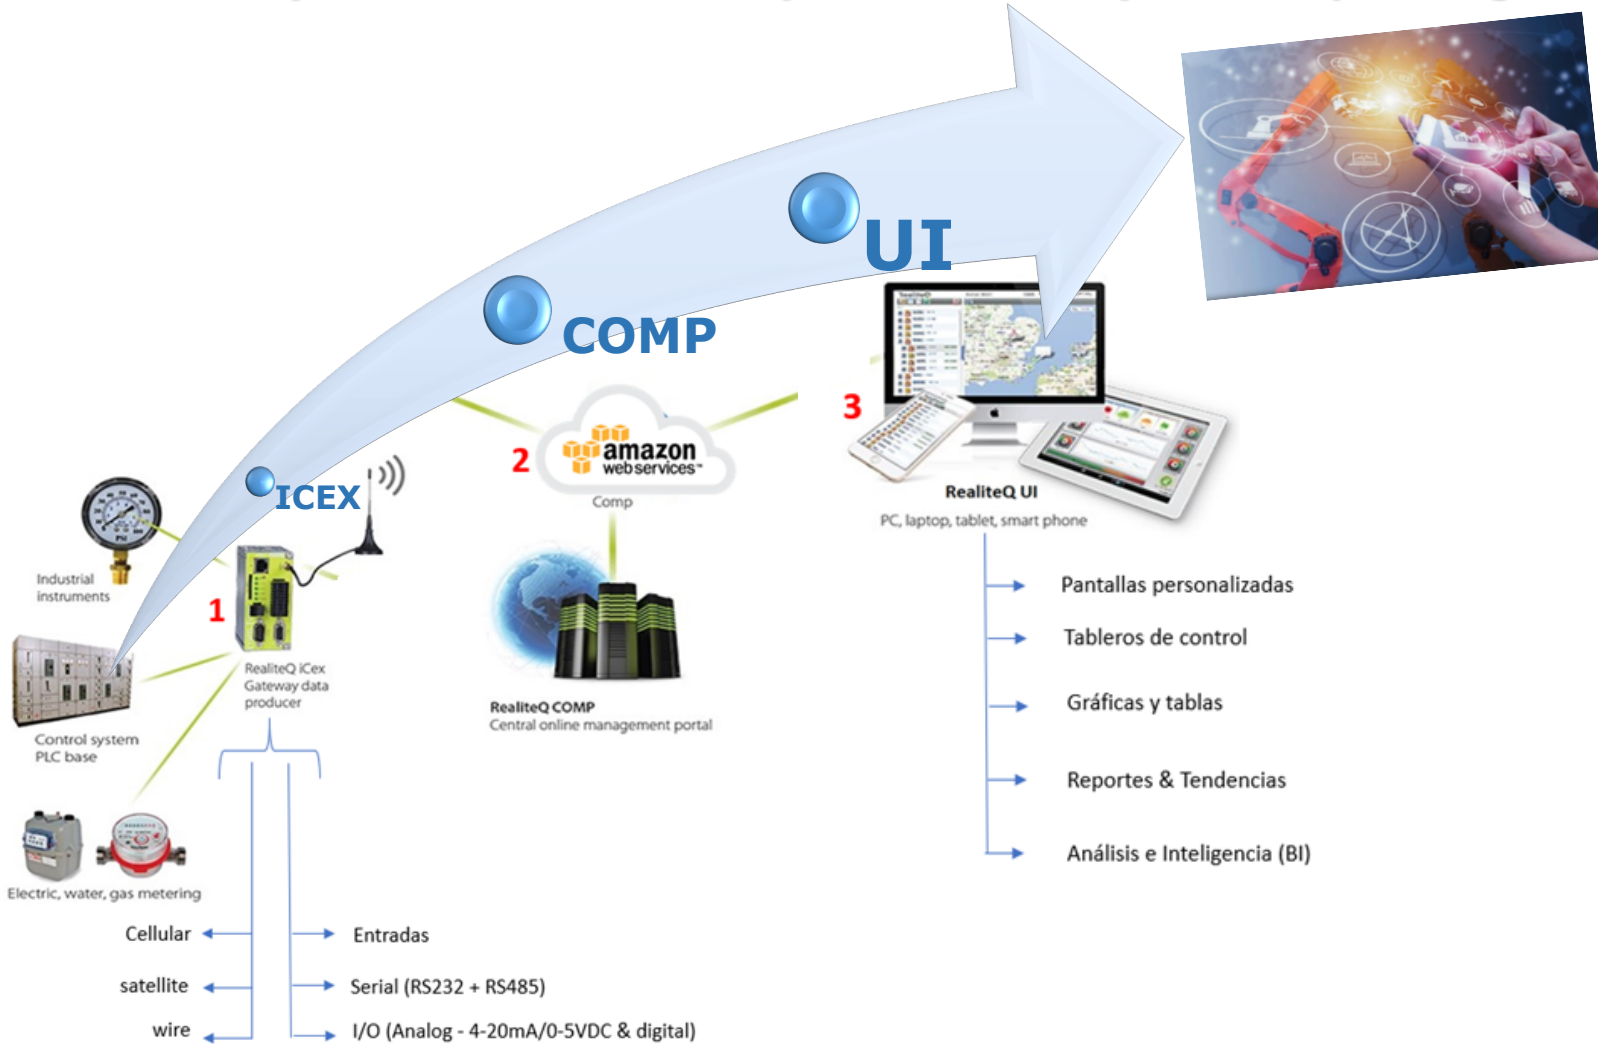 UI
COMP
ICEX
3
2
amazon
webservices™
Comp
RealiteQ UI
PC, laptop, tablet, smart phone
PSI
Industrial
instruments
1
RealiteQ iCex
Gateway data
producer
RealiteQ COMP
Central online management portal
Control system
PLC base
Electric, water, gas metering
Cellular
satellite
wire
Entradas
Serial (RS232 + RS485)
I/O (Analog - 4-20mA/0-5VDC & digital)
Pantallas personalizadas
Tableros de control
Gráficas y tablas
Reportes & Tendencias
Análisis e Inteligencia (BI)